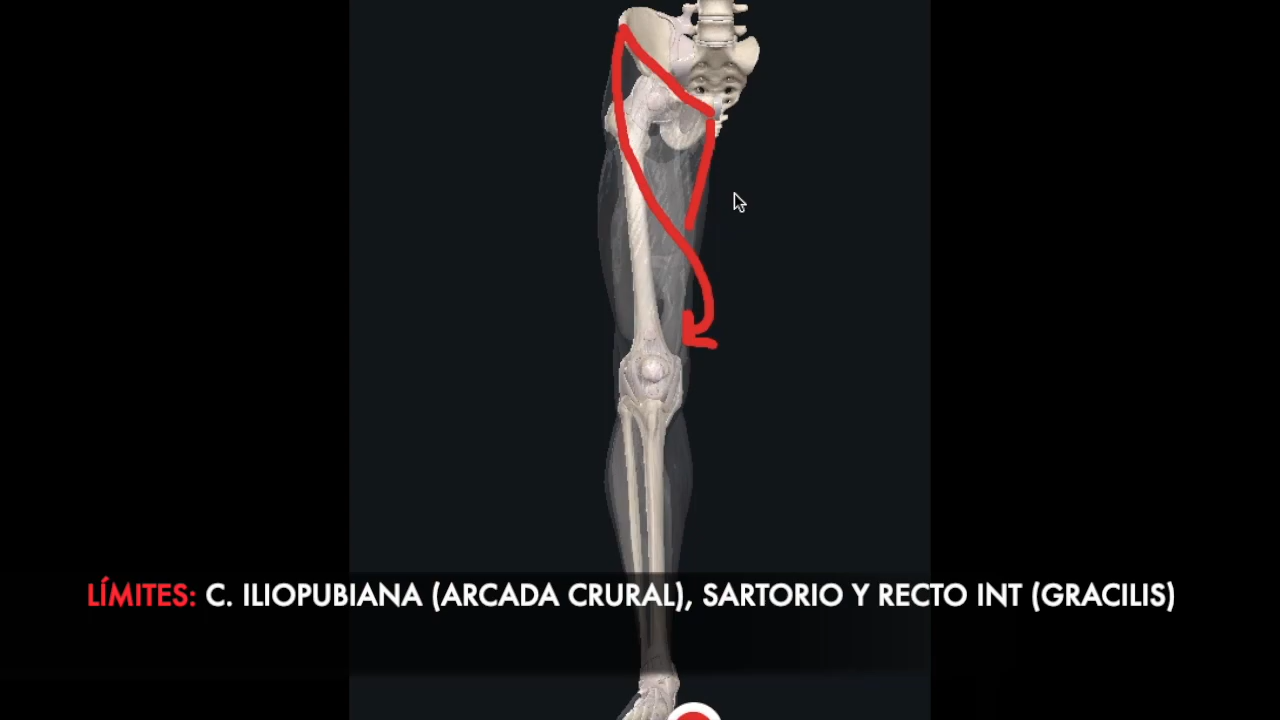 LÍMITES: C. ILIOPUBIANA (ARCADA CRURAL), SARTORIO Y RECTO INT (GRACILIS)